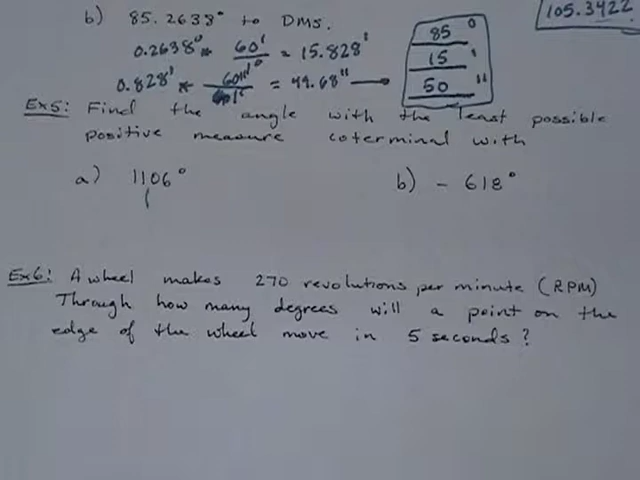 b) 85.2638° to DMS.
105.3422
0.2638° * 60'/1° = 15.828'
85°
15'
0.828' * 60"/1' = 49.68" → 50"
Ex5: Find the angle with the least possible
positive measure coterminal with
a) 1106°
b) - 618°
Ex6: A wheel makes 270 revolutions per minute (RPM)
Through how many degrees will a point on the
edge of the wheel move in 5 seconds?